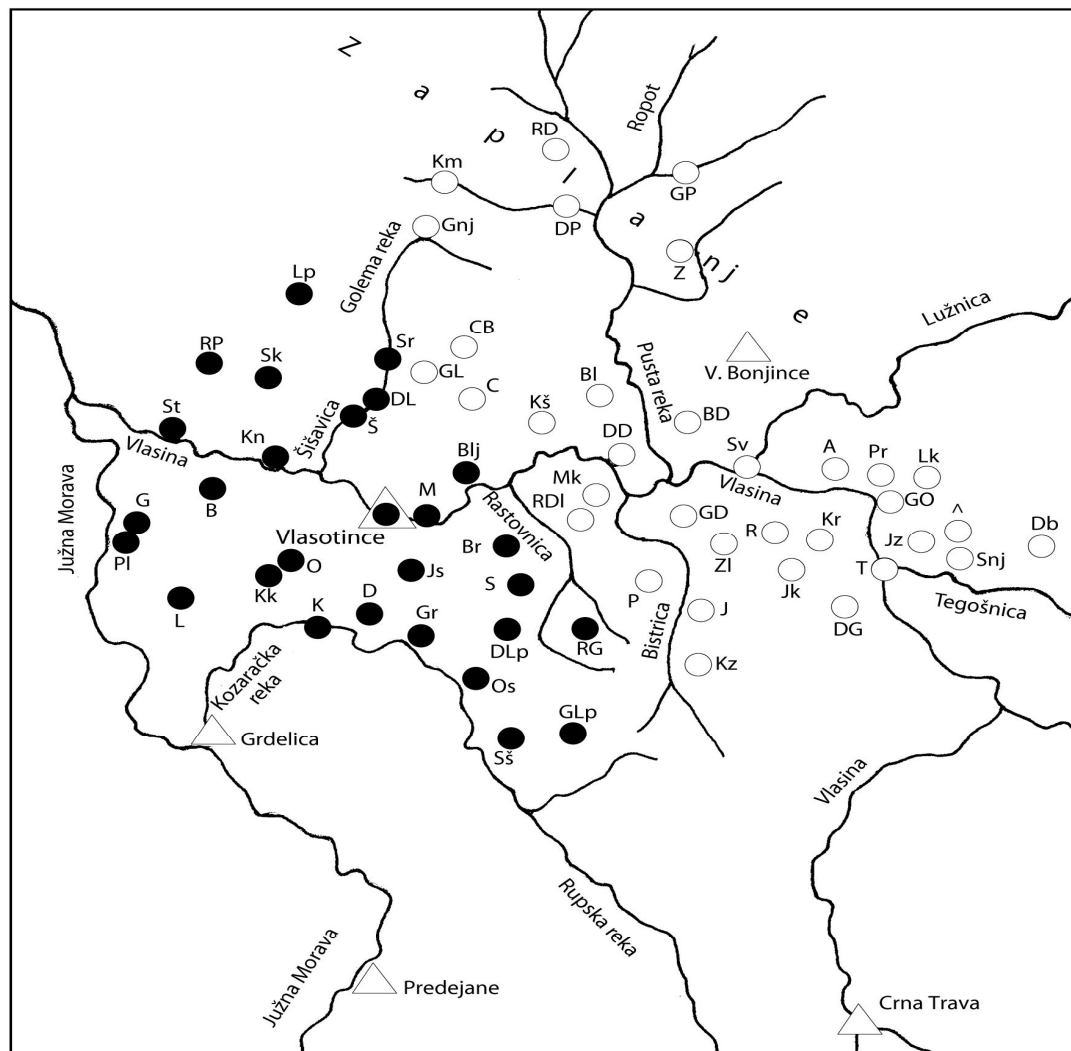 Z a p l a nj e
RD
Ropot
Km
GP
DP
Gnj
Z
Golema reka
Lp
Lužnica
CB
Sr
RP
GL
Sk
V. Bonjince
DL
C
Bl
Pusta reka
St
Š
Kš
BD
Šišavica
Vlasina
Kn
DD
Blj
Sv
A
Pr
Lk
Mk
Vlasina
GO
G
B
M
Rastovnica
RDl
GD
R
Kr
^
Db
Južna Morava
Vlasotince
Jz
Pl
Br
Zl
Snj
O
Js
Jk
T
Kk
S
P
L
D
J
Tegošnica
K
Gr
DG
DLp
RG
Bistrica
Kz
Kozaračka
reka
Os
GLp
Grdelica
Sš
Vlasina
Rupska reka
Južna Morava
Predejane
Crna Trava